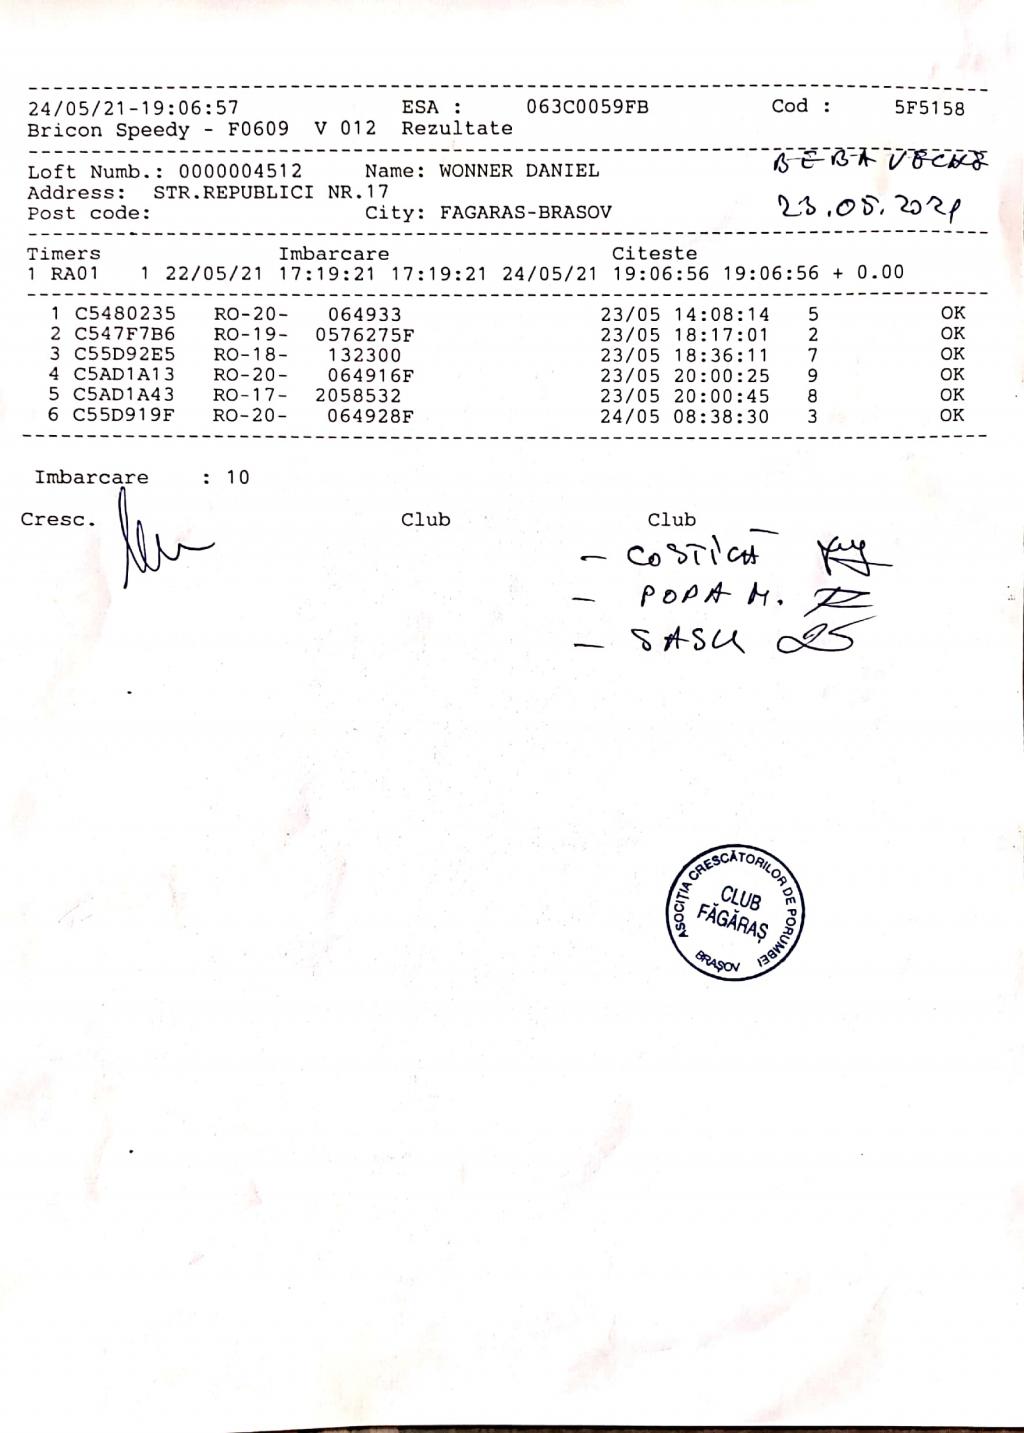 24/05/21-19:06:57 ESA : 063C0059FB Cod : 5F5158
Bricon Speedy - F0609 V 012 Rezultate
Loft Numb.: 0000004512 Name: WONNER DANIEL BEBA VECHE
Address: STR.REPUBLICI NR.17
Post code: City: FAGARAS-BRASOV 23.05.2021
Timers Imbarcare Citeste
1 RA01 1 22/05/21 17:19:21 17:19:21 24/05/21 19:06:56 19:06:56 + 0.00
1 C5480235 RO-20- 064933 23/05 14:08:14 5 OK
2 C547F7B6 RO-19- 0576275F 23/05 18:17:01 2 OK
3 C55D92E5 RO-18- 132300 23/05 18:36:11 7 OK
4 C5AD1A13 RO-20- 064916F 23/05 20:00:25 9 OK
5 C5AD1A43 RO-17- 2058532 23/05 20:00:45 8 OK
6 C55D919F RO-20- 064928F 24/05 08:38:30 3 OK
Imbarcare : 10
Cresc. Club Club
- COSTICĂ
- POPA M.
- SASU
ASOCIȚIA CRESCĂTORILOR DE PORUMBEI
CLUB
FĂGĂRAȘ
BRAȘOV